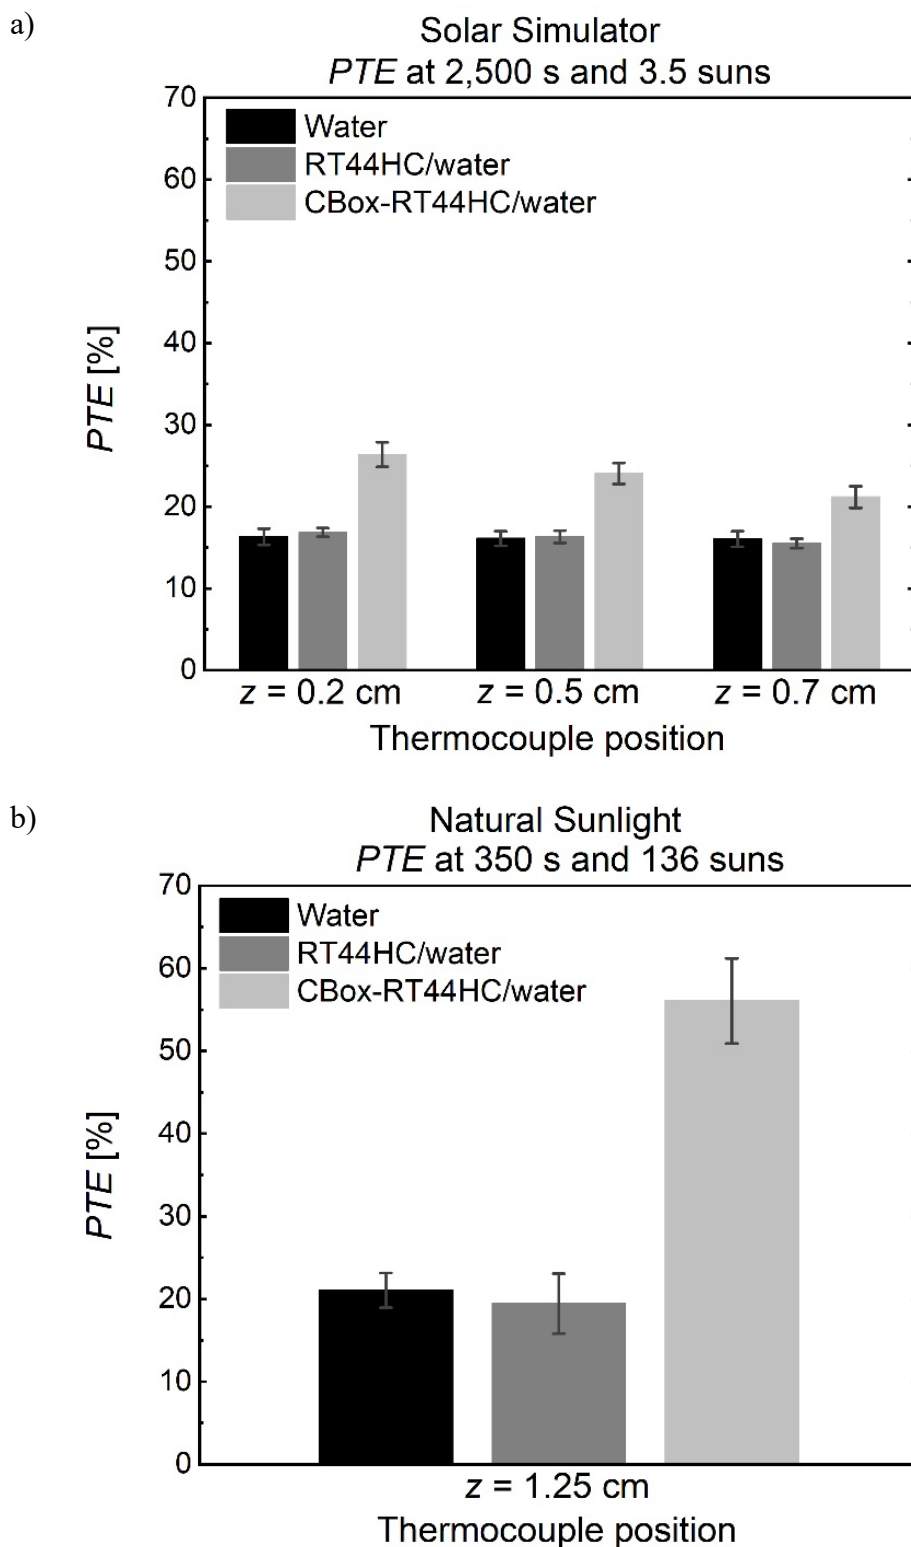 a)
Solar Simulator
PTE at 2,500 s and 3.5 suns
70
60
50
40
30
20
10
0
PTE [%]
Water
RT44HC/water
CBox-RT44HC/water
z = 0.2 cm z = 0.5 cm z = 0.7 cm
Thermocouple position
b)
Natural Sunlight
PTE at 350 s and 136 suns
70
60
50
40
30
20
10
0
PTE [%]
Water
RT44HC/water
CBox-RT44HC/water
z = 1.25 cm
Thermocouple position